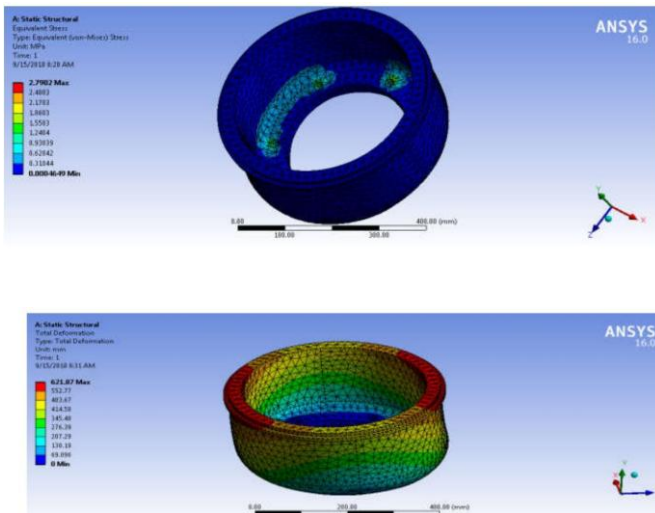 A: Static Structural
Equivalent Stress
Type: Equivalent (von-Mises) Stress
Unit: MPa
Time: 1
9/15/2018 8:28 AM
2.7902 Max
2.4803
2.1703
1.8603
1.5503
1.2404
0.93039
0.62042
0.31044
0.0004649 Min
ANSYS
16.0
0.00
400.00 (mm)
100.00
300.00
Y
X
Z
A: Static Structural
Total Deformation
Type: Total Deformation
Unit: mm
Time: 1
9/15/2018 8:31 AM
621.87 Max
552.77
483.67
414.58
345.48
276.39
207.29
138.19
69.096
0 Min
ANSYS
16.0
0.00
200.00
400.00 (mm)
Y
X